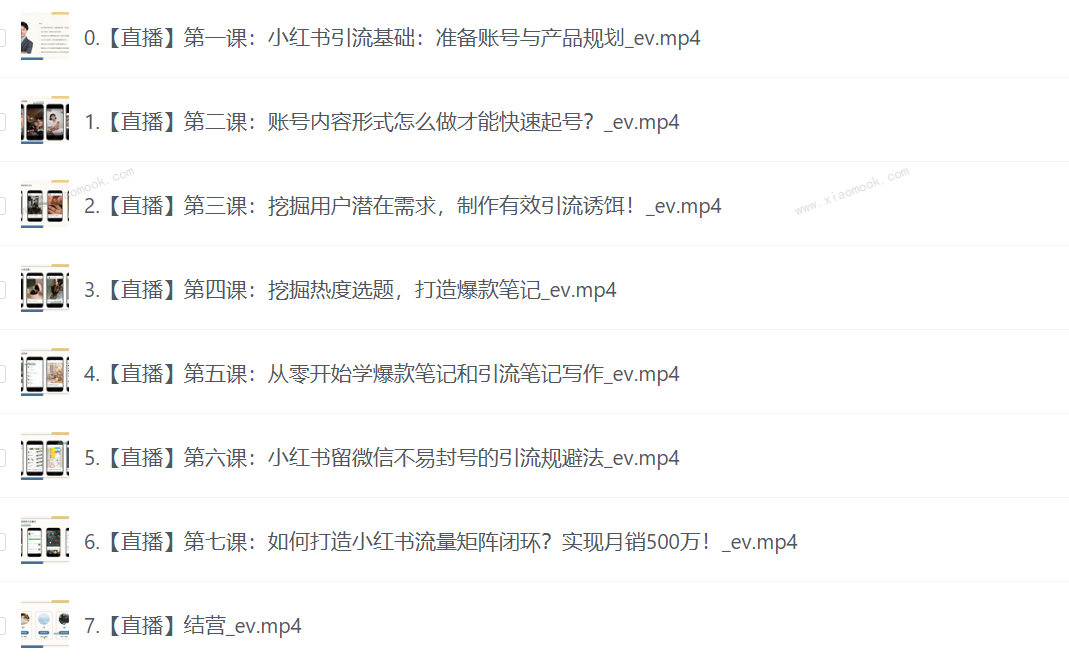 0.【直播】第一课：小红书引流基础：准备账号与产品规划_ev.mp4
1.【直播】第二课：账号内容形式怎么做才能快速起号？_ev.mp4
2.【直播】第三课：挖掘用户潜在需求，制作有效引流诱饵！_ev.mp4
www.xiaomook.com
3.【直播】第四课：挖掘热度选题，打造爆款笔记_ev.mp4
4.【直播】第五课：从零开始学爆款笔记和引流笔记写作_ev.mp4
5.【直播】第六课：小红书留微信不易封号的引流规避法_ev.mp4
6.【直播】第七课：如何打造小红书流量矩阵闭环？实现月销500万！_ev.mp4
7.【直播】结营_ev.mp4